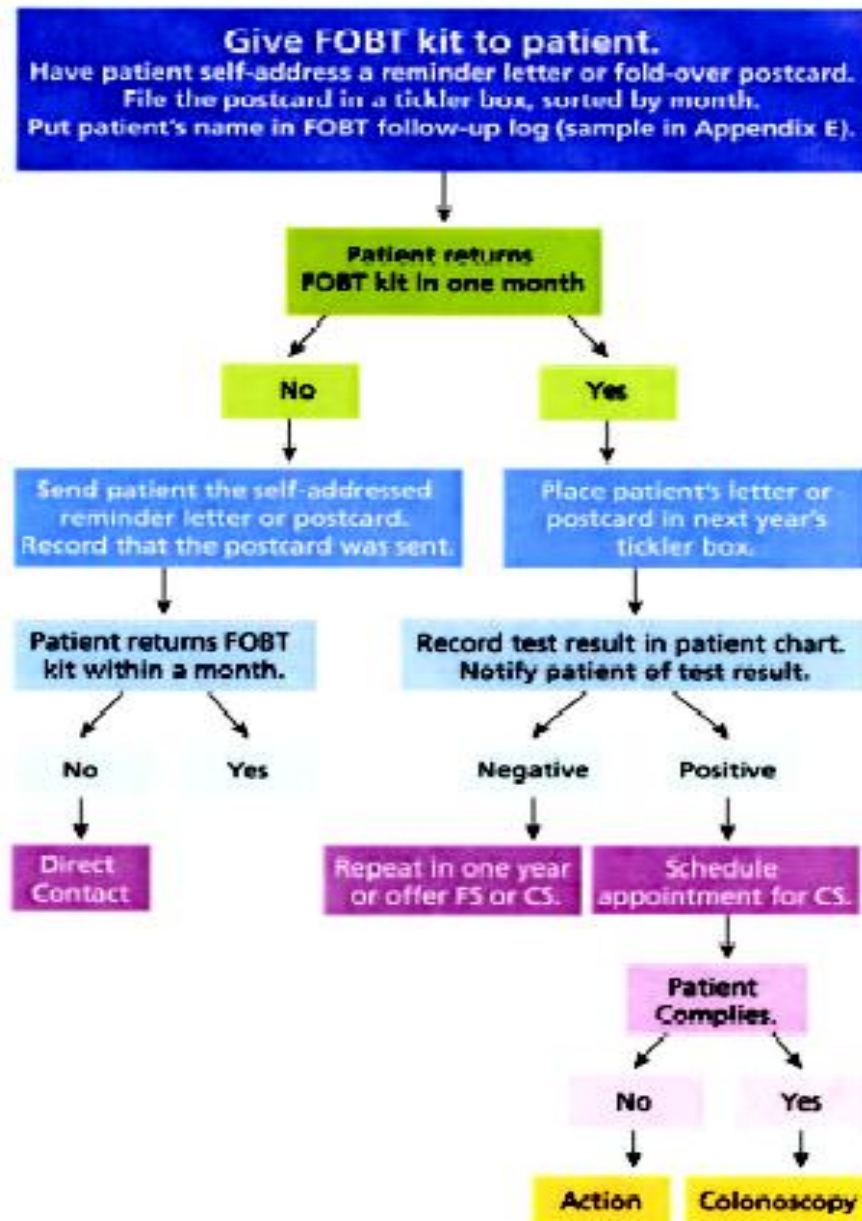 Give FOBT kit to patient.
Have patient self-address a reminder letter or fold-over postcard.
File the postcard in a tickler box, sorted by month.
Put patient's name in FOBT follow-up log (sample in Appendix E).
Patient returns
FOBT kit in one month
No
Yes
Send patient the self-addressed
reminder letter or postcard.
Record that the postcard was sent.
Place patient's letter or
postcard in next year's
tickler box.
Patient returns FOBT
kit within a month.
Record test result in patient chart.
Notify patient of test result.
No
Yes
Negative
Positive
Direct
Contact
Repeat in one year
or offer FS or CS.
Schedule
appointment for CS.
Patient
Complies.
No
Yes
Action
Colonoscopy